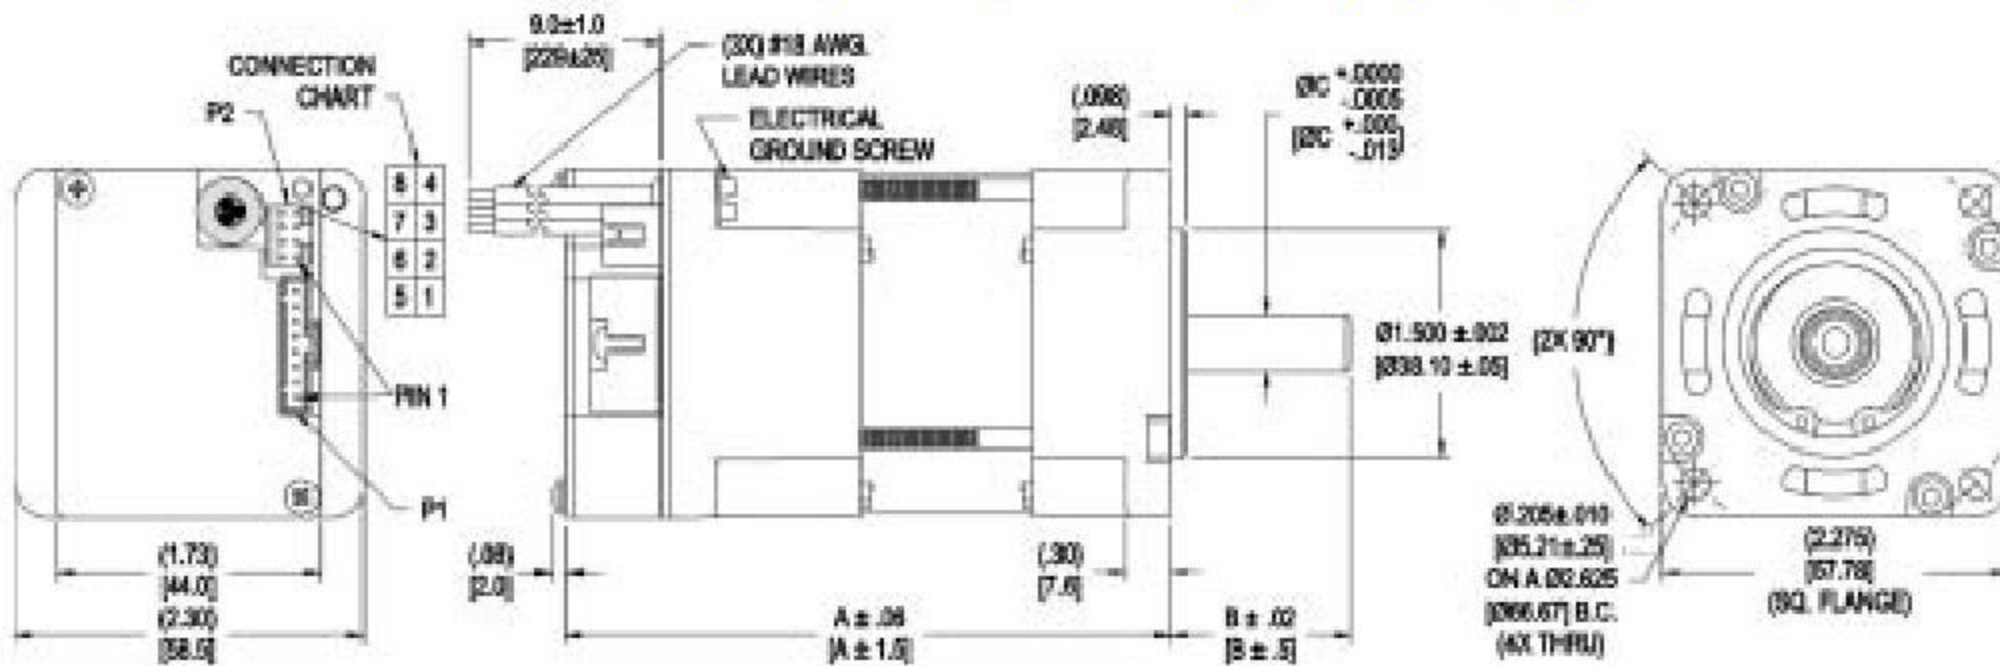 9.0±1.0
[229±25]
(3X) #18 AWG.
LEAD WIRES
CONNECTION
CHART
P2
ELECTRICAL
GROUND SCREW
(.098)
[2.48]
ØC +.0000
-.0005
[ØC +.000
-.013]
8 4
7 3
6 2
5 1
PIN 1
P1
Ø1.500 ±.002
[Ø38.10 ±.05]
(2X 90°)
(1.73)
[44.0]
(2.30)
[58.5]
(.08)
[2.0]
(.30)
[7.6]
A ± .06
[A ± 1.5]
B ± .02
[B ± .5]
Ø.205±.010
[Ø5.21±.25]
ON A Ø2.625
[Ø66.67] B.C.
(4X THRU)
(2.275)
[57.78]
(SQ. FLANGE)